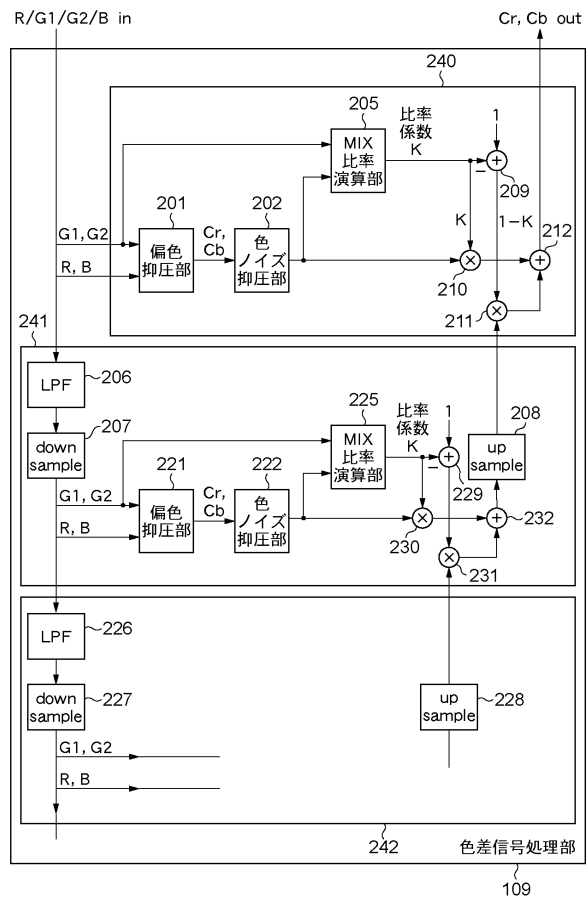 R/G1/G2/B in
Cr, Cb out
240
205
MIX
比率
演算部
比率
係数
K
1
−
209
201
202
G1, G2
偏色
抑圧部
Cr,
Cb
色
ノイズ
抑圧部
K
1−K
212
R, B
210
211
241
LPF
206
207
down
sample
225
MIX
比率
演算部
比率
係数
K
1
−
229
208
up
sample
221
222
G1, G2
偏色
抑圧部
Cr,
Cb
色
ノイズ
抑圧部
R, B
230
232
231
LPF
226
down
sample
227
up
sample
228
G1, G2
R, B
242
色差信号処理部
109